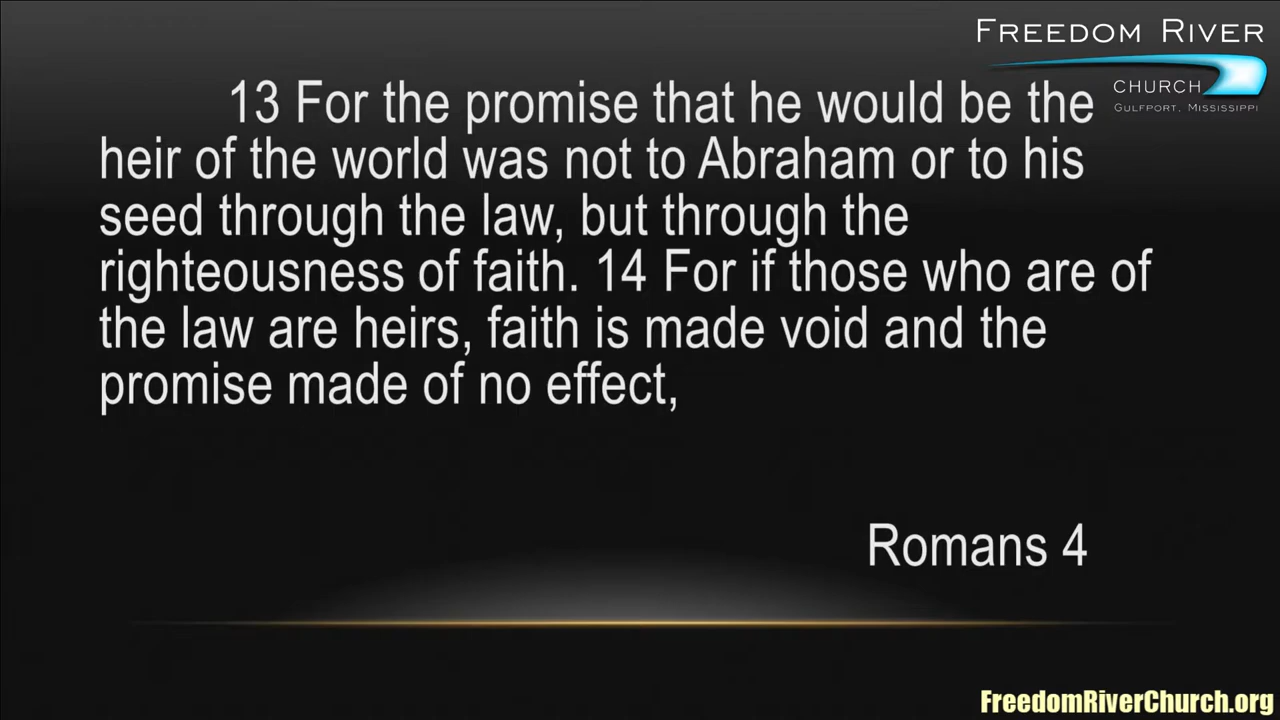 FREEDOM RIVER
CHURCH
GULFPORT, MISSISSIPPI
13 For the promise that he would be the
heir of the world was not to Abraham or to his
seed through the law, but through the
righteousness of faith. 14 For if those who are of
the law are heirs, faith is made void and the
promise made of no effect,
Romans 4
FreedomRiverChurch.org